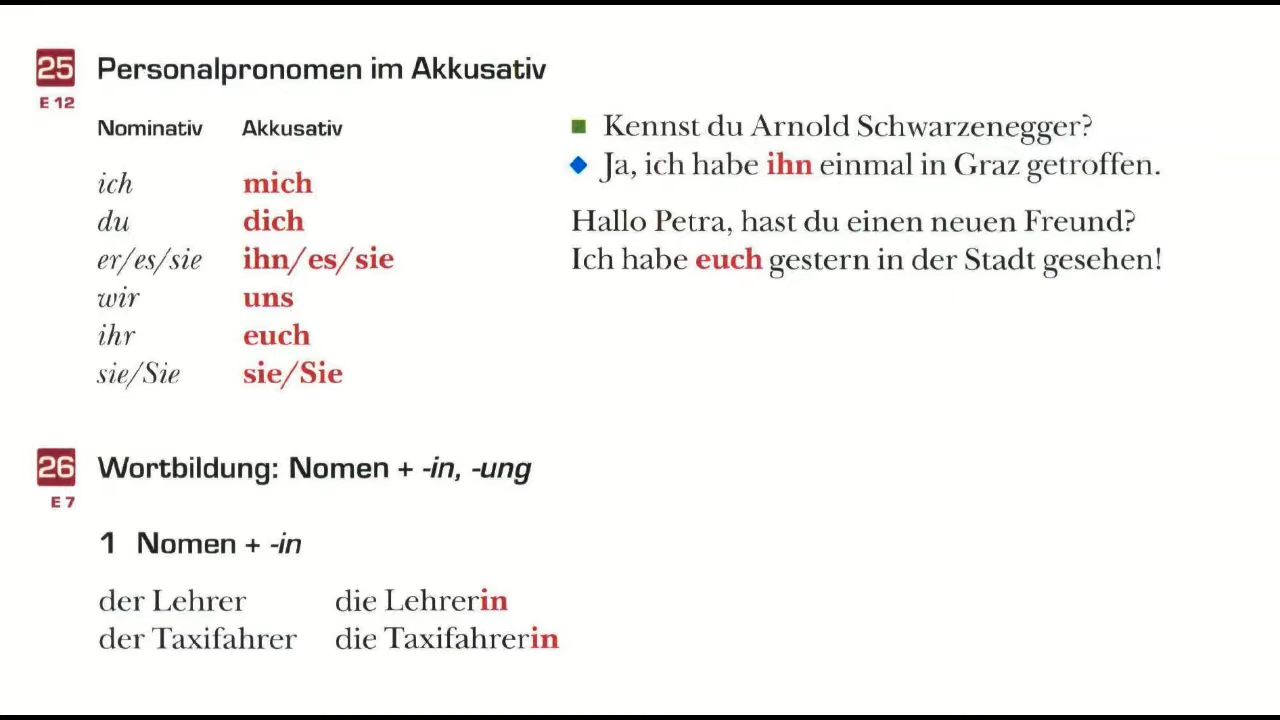 25 Personalpronomen im Akkusativ
E 12
Nominativ Akkusativ
ich mich
du dich
er/es/sie ihn/es/sie
wir uns
ihr euch
sie/Sie sie/Sie
Kennst du Arnold Schwarzenegger?
Ja, ich habe ihn einmal in Graz getroffen.
Hallo Petra, hast du einen neuen Freund?
Ich habe euch gestern in der Stadt gesehen!
26 Wortbildung: Nomen + -in, -ung
E 7
1 Nomen + -in
der Lehrer die Lehrerin
der Taxifahrer die Taxifahrerin